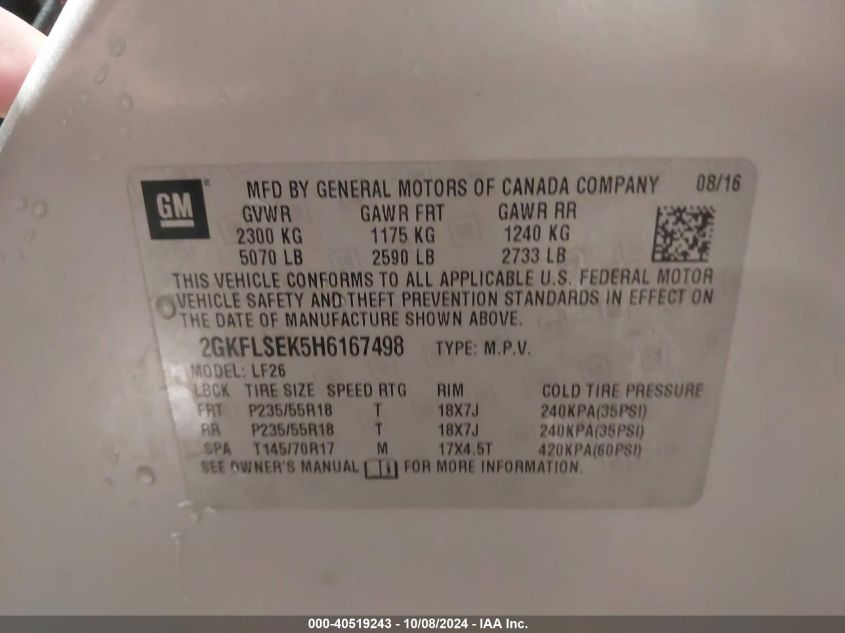 GM® MFD BY GENERAL MOTORS OF CANADA COMPANY 08/16
GVWR GAWR FRT GAWR RR
2300 KG 1175 KG 1240 KG
5070 LB 2590 LB 2733 LB
THIS VEHICLE CONFORMS TO ALL APPLICABLE U.S. FEDERAL MOTOR
VEHICLE SAFETY AND THEFT PREVENTION STANDARDS IN EFFECT ON
THE DATE OF MANUFACTURE SHOWN ABOVE.
2GKFLSEK5H6167498 TYPE: M.P.V.
MODEL: LF26
LBCK TIRE SIZE SPEED RTG RIM COLD TIRE PRESSURE
FRT P235/55R18 T 18X7J 240KPA(35PSI)
RR P235/55R18 T 18X7J 240KPA(35PSI)
SPA T145/70R17 M 17X4.5T 420KPA(60PSI)
SEE OWNER'S MANUAL FOR MORE INFORMATION.
000-40519243 - 10/08/2024 - IAA Inc.